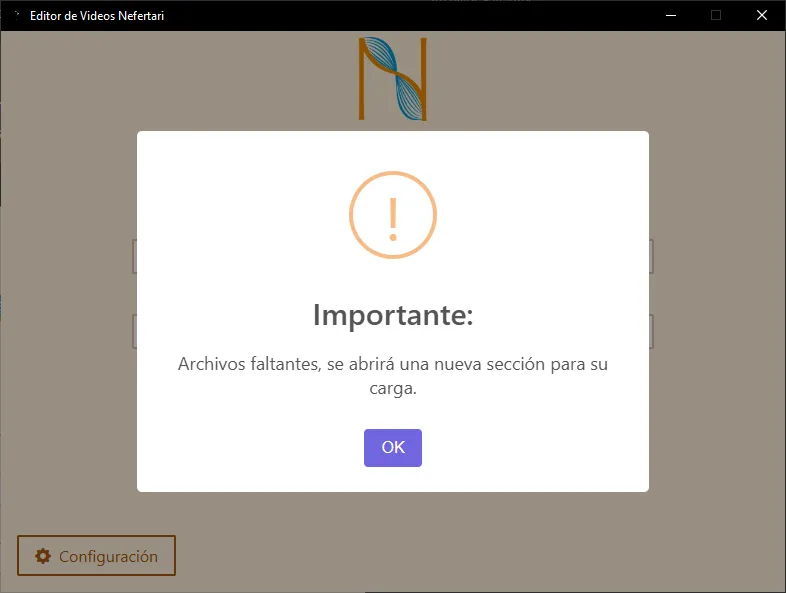 Editor de Videos Nefertari
Importante:
Archivos faltantes, se abrirá una nueva sección para su
carga.
OK
Configuración